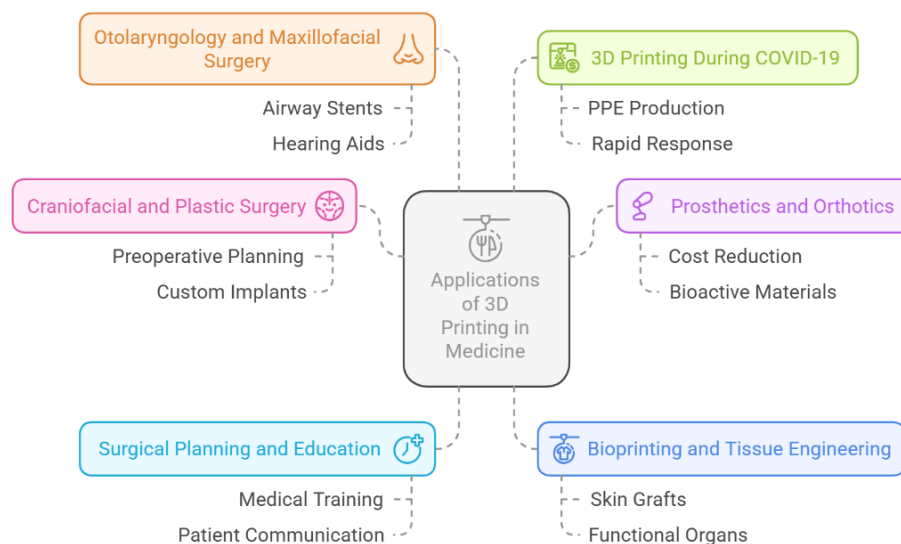 Otolaryngology and Maxillofacial
Surgery
Airway Stents
Hearing Aids
3D Printing During COVID-19
PPE Production
Rapid Response
Craniofacial and Plastic Surgery
Preoperative Planning
Custom Implants
Applications
of 3D
Printing in
Medicine
Prosthetics and Orthotics
Cost Reduction
Bioactive Materials
Surgical Planning and Education
Medical Training
Patient Communication
Bioprinting and Tissue Engineering
Skin Grafts
Functional Organs